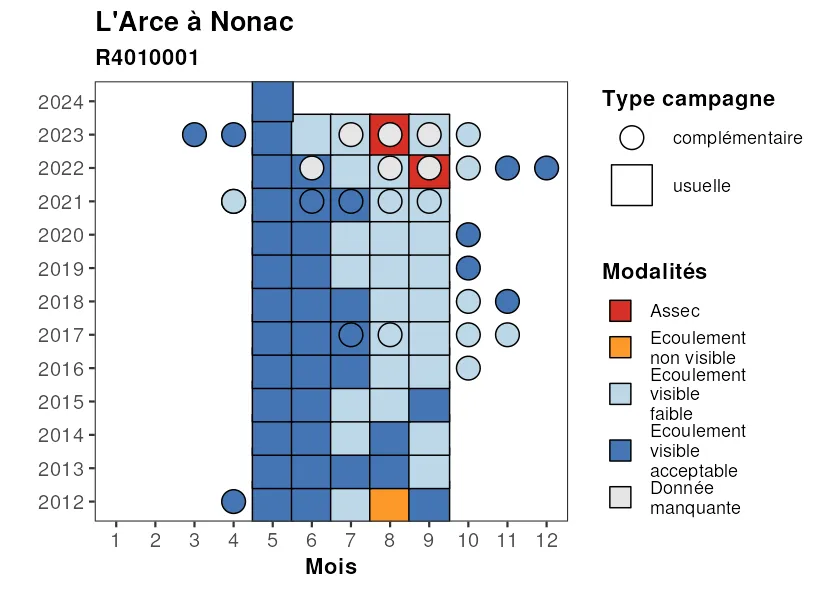 L'Arce à Nonac
R4010001
2024
2023
2022
2021
2020
2019
2018
2017
2016
2015
2014
2013
2012
1 2 3 4 5 6 7 8 9 10 11 12
Mois
Type campagne
complémentaire
usuelle
Modalités
Assec
Ecoulement
non visible
Ecoulement
visible
faible
Ecoulement
visible
acceptable
Donnée
manquante